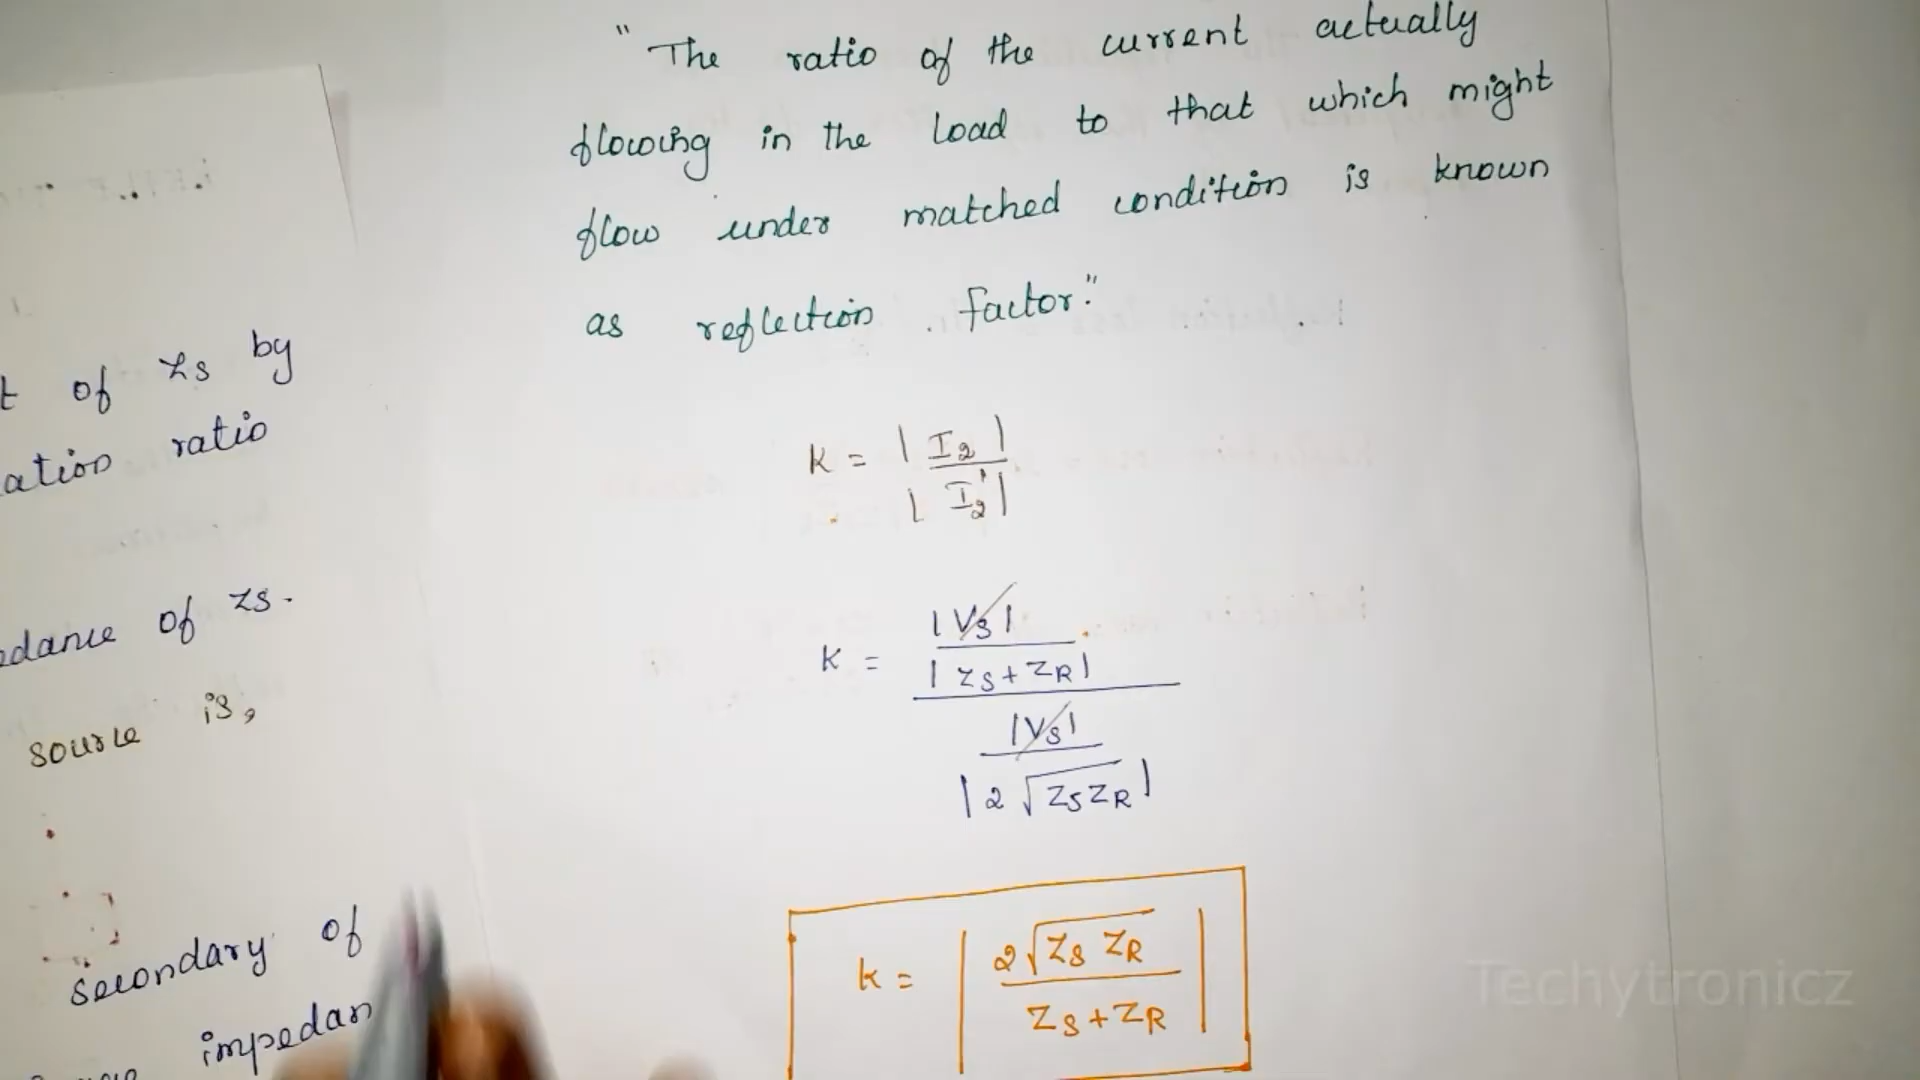 "The ratio of the current actually
flowing in the load to that which might
flow under matched condition is known
as reflection factor."
t of Zs by
ation ratio
dance of Zs.
source is,
secondary of
impedan
K = |I2|
|I2'|
K = |VS|
|ZS+ZR|
|VS|
|2√ZSZR|
K = |2√ZS ZR
ZS+ZR|
Techytronicz